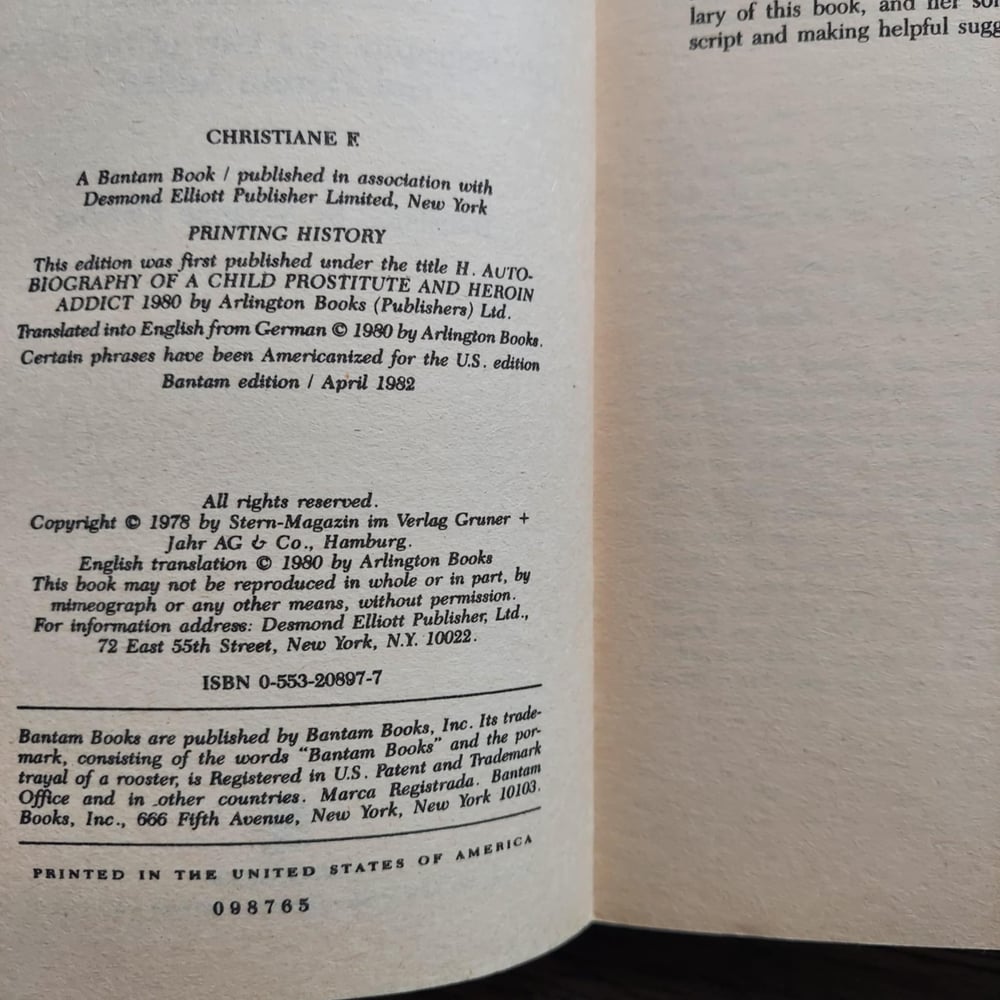 CHRISTIANE F.
A Bantam Book / published in association with
Desmond Elliott Publisher Limited, New York
PRINTING HISTORY
This edition was first published under the title H. AUTO-
BIOGRAPHY OF A CHILD PROSTITUTE AND HEROIN
ADDICT 1980 by Arlington Books (Publishers) Ltd.
Translated into English from German © 1980 by Arlington Books.
Certain phrases have been Americanized for the U.S. edition
Bantam edition / April 1982
All rights reserved.
Copyright © 1978 by Stern-Magazin im Verlag Gruner +
Jahr AG & Co., Hamburg.
English translation © 1980 by Arlington Books
This book may not be reproduced in whole or in part, by
mimeograph or any other means, without permission.
For information address: Desmond Elliott Publisher, Ltd.,
72 East 55th Street, New York, N.Y. 10022.
ISBN 0-553-20897-7
Bantam Books are published by Bantam Books, Inc. Its trade-
mark, consisting of the words "Bantam Books" and the por-
trayal of a rooster, is Registered in U.S. Patent and Trademark
Office and in other countries. Marca Registrada. Bantam
Books, Inc., 666 Fifth Avenue, New York, New York 10103.
PRINTED IN THE UNITED STATES OF AMERICA
098765
lary of this book, and her
script and making helpful